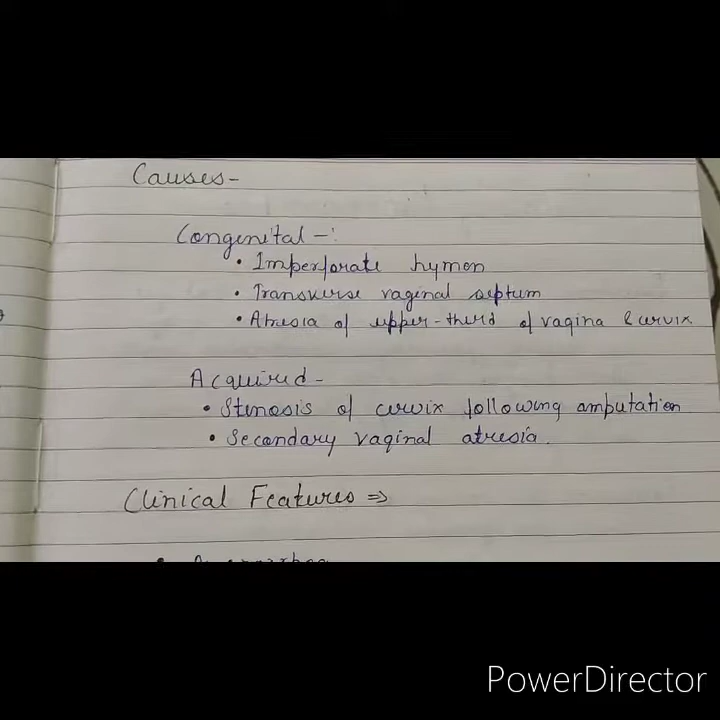 Causes-
Congenital -:
• Imperforate hymen
• Transverse vaginal septum
• Atresia of upper-third of vagina & cervix
Acquired -
• Stenosis of cervix following amputation
• Secondary vaginal atresia.
Clinical Features ⇒
PowerDirector